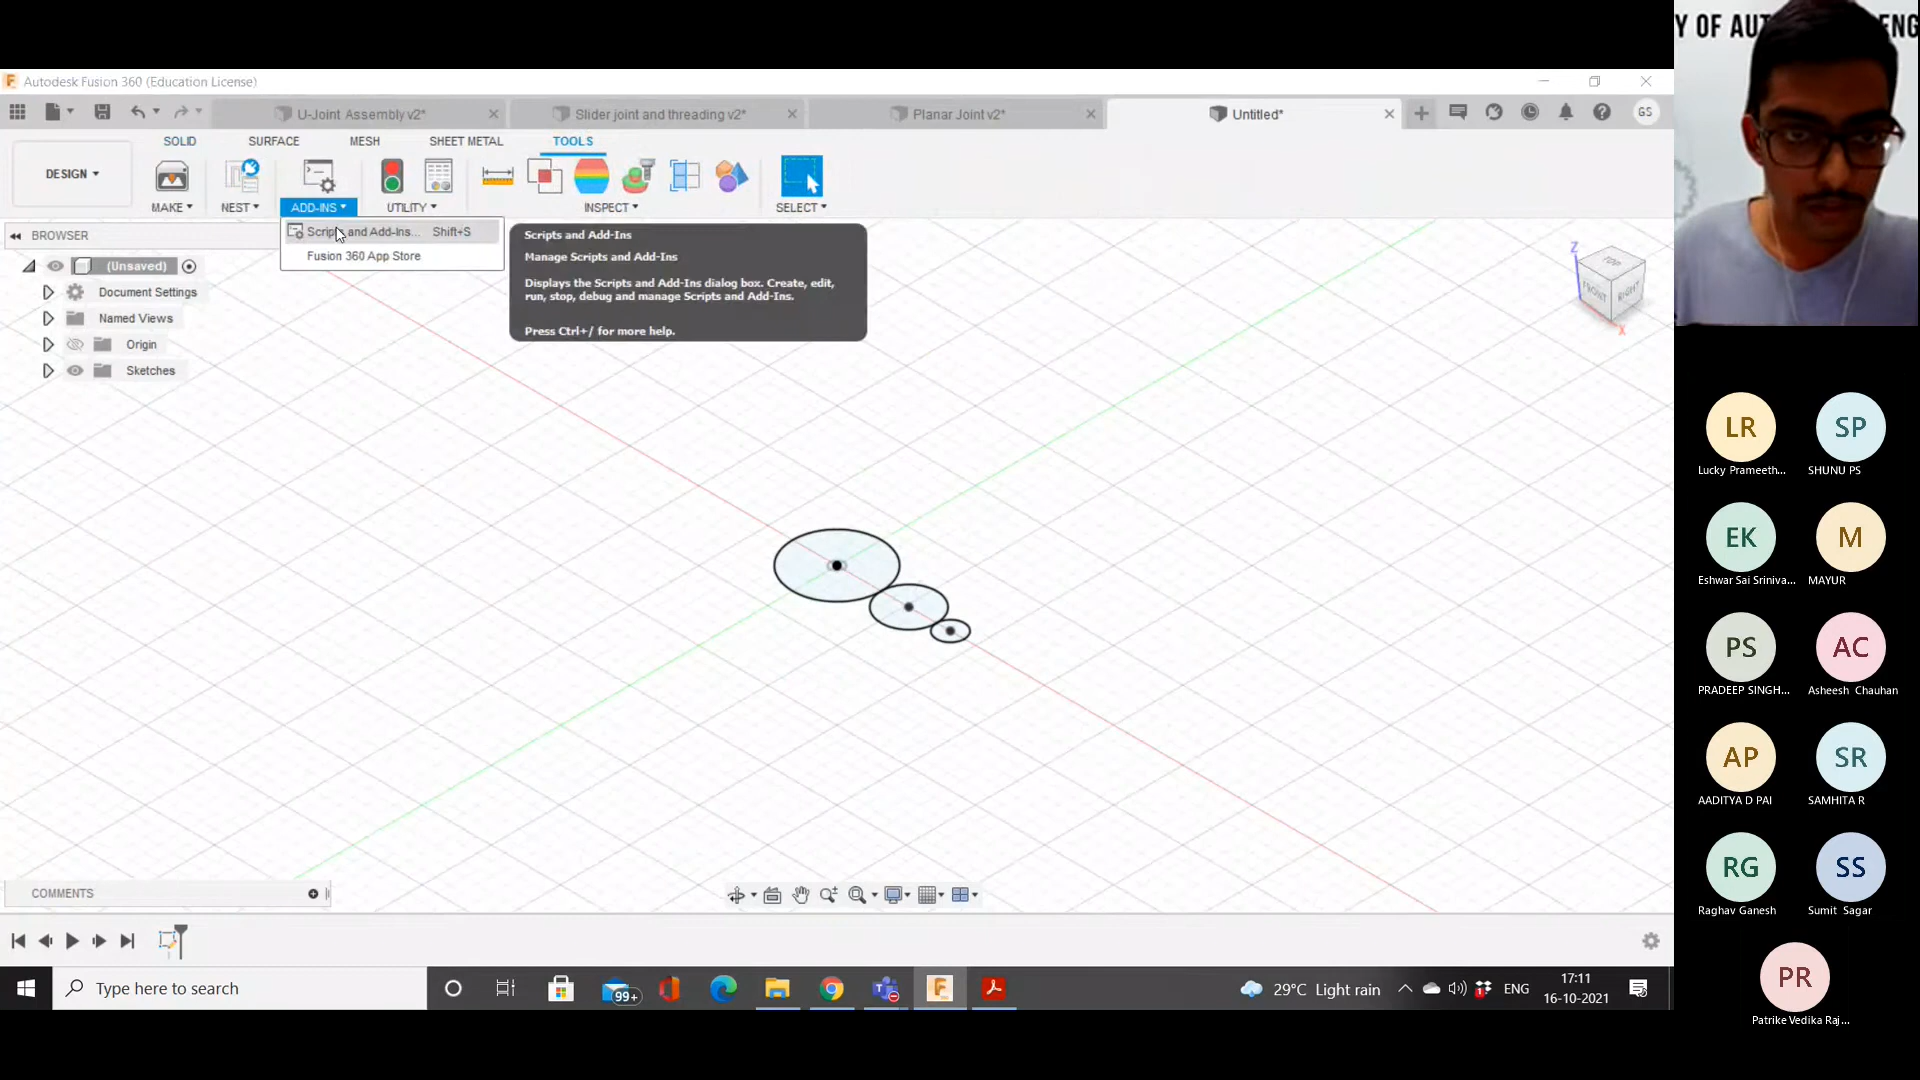 Y OF AU
ENG
Autodesk Fusion 360 (Education License)
U-Joint Assembly v2*
Slider joint and threading v2*
Planar Joint v2*
Untitled*
GS
SOLID
SURFACE
MESH
SHEET METAL
TOOLS
DESIGN
MAKE
NEST
ADD-INS
UTILITY
INSPECT
SELECT
BROWSER
Scripts and Add-Ins... Shift+S
Fusion 360 App Store
Scripts and Add-Ins
Manage Scripts and Add-Ins
Displays the Scripts and Add-Ins dialog box. Create, edit,
run, stop, debug and manage Scripts and Add-Ins.
Press Ctrl+/ for more help.
(Unsaved)
Document Settings
Named Views
Origin
Sketches
Z
TOP
FRONT
RIGHT
X
COMMENTS
Type here to search
99+
29°C Light rain
ENG
17:11
16-10-2021
LR
Lucky Prameeth...
SP
SHUNU PS
EK
Eshwar Sai Sriniva...
M
MAYUR
PS
PRADEEP SINGH...
AC
Asheesh Chauhan
AP
AADITYA D PAI
SR
SAMHITA R
RG
Raghav Ganesh
SS
Sumit Sagar
PR
Patrike Vedika Raj...